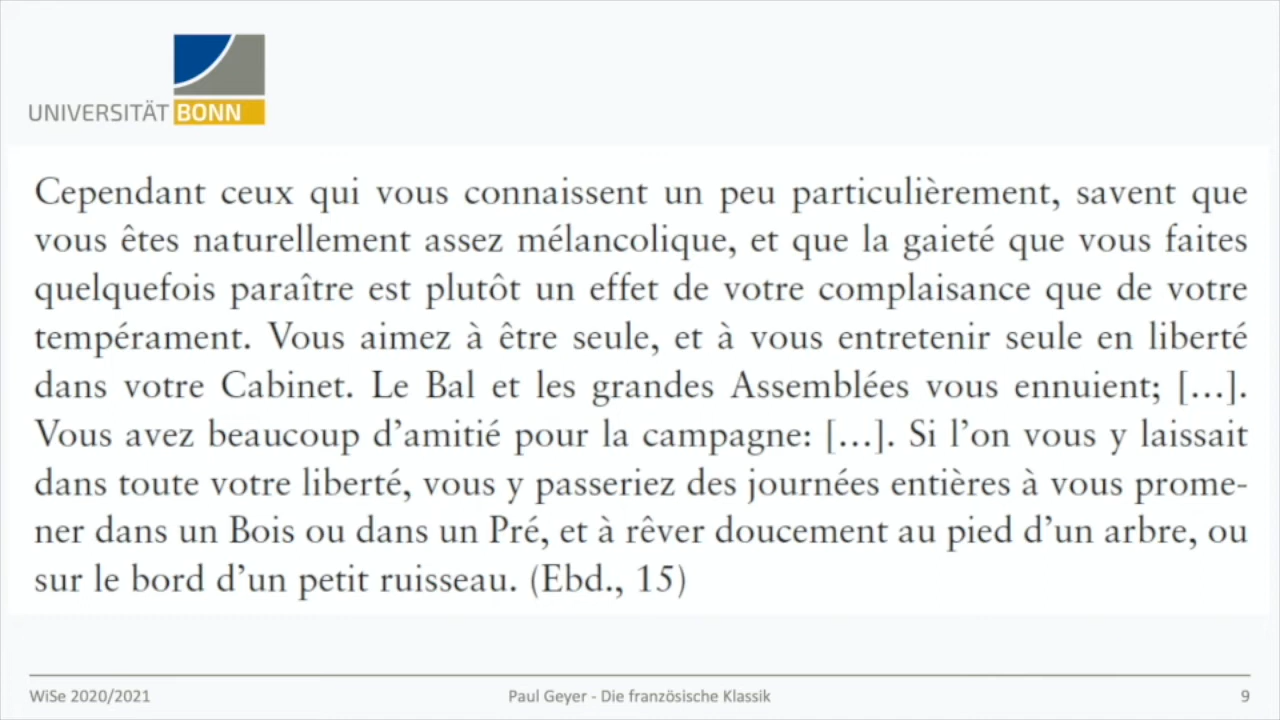 UNIVERSITÄT BONN
Cependant ceux qui vous connaissent un peu particulièrement, savent que
vous êtes naturellement assez mélancolique, et que la gaieté que vous faites
quelquefois paraître est plutôt un effet de votre complaisance que de votre
tempérament. Vous aimez à être seule, et à vous entretenir seule en liberté
dans votre Cabinet. Le Bal et les grandes Assemblées vous ennuient; [...].
Vous avez beaucoup d'amitié pour la campagne: [...]. Si l'on vous y laissait
dans toute votre liberté, vous y passeriez des journées entières à vous prome-
ner dans un Bois ou dans un Pré, et à rêver doucement au pied d'un arbre, ou
sur le bord d'un petit ruisseau. (Ebd., 15)
WiSe 2020/2021
Paul Geyer - Die französische Klassik
9